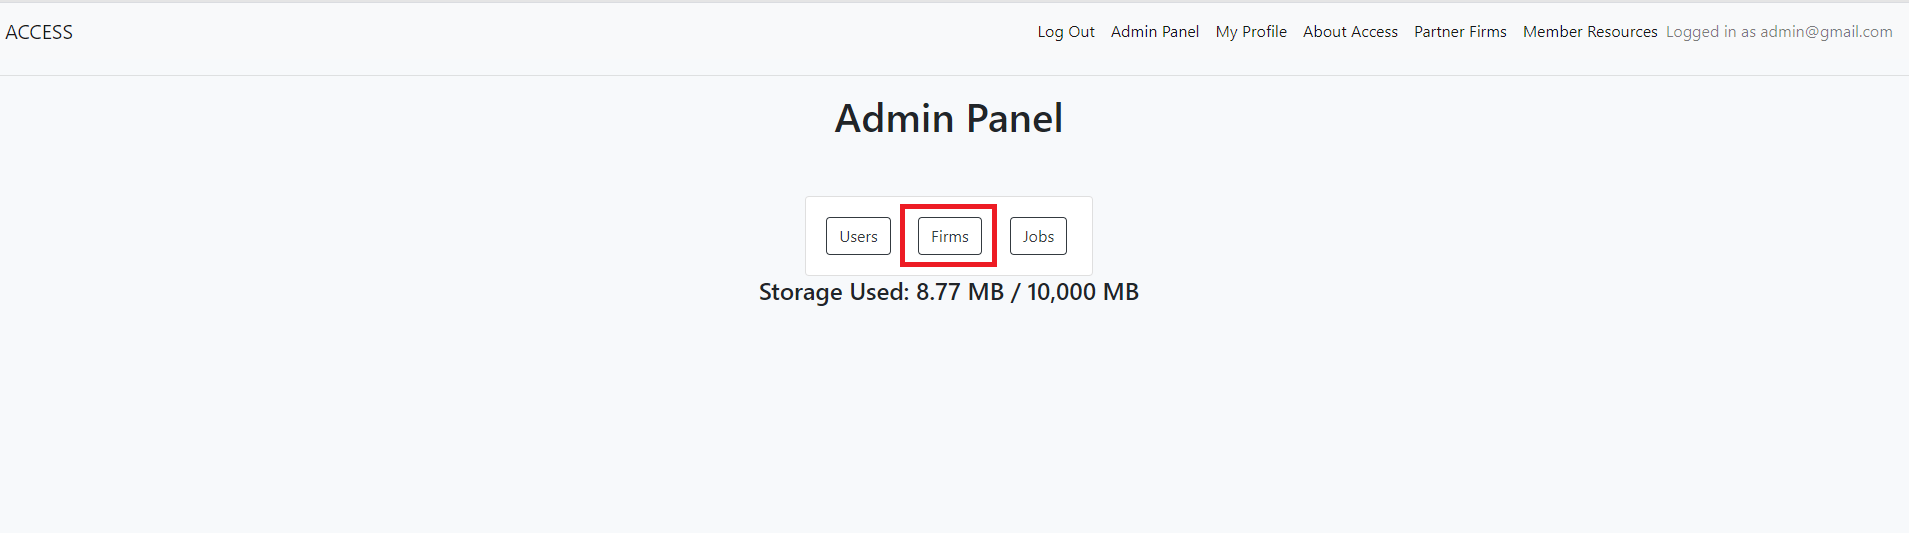 ACCESS Log Out Admin Panel My Profile About Access Partner Firms Member Resources Logged in as admin@gmail.com
Admin Panel
Users Firms Jobs
Storage Used: 8.77 MB / 10,000 MB